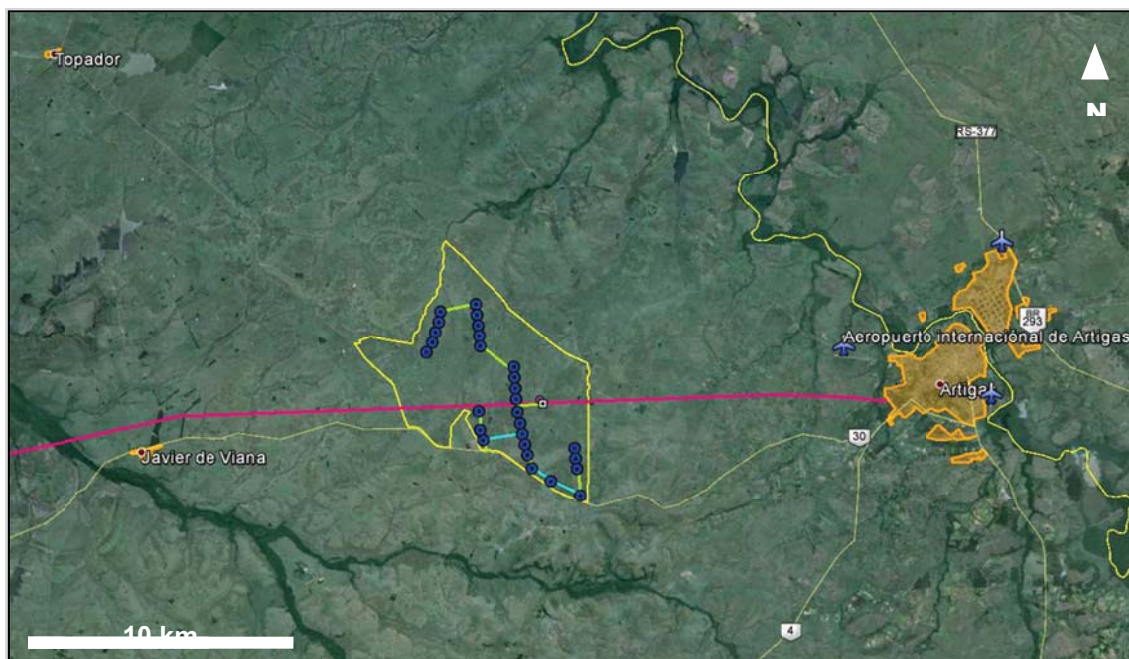 Topador
N
RS-377
BR
293
Aeropuerto internacional de Artigas
Artigas
30
Javier de Viana
4
10 km